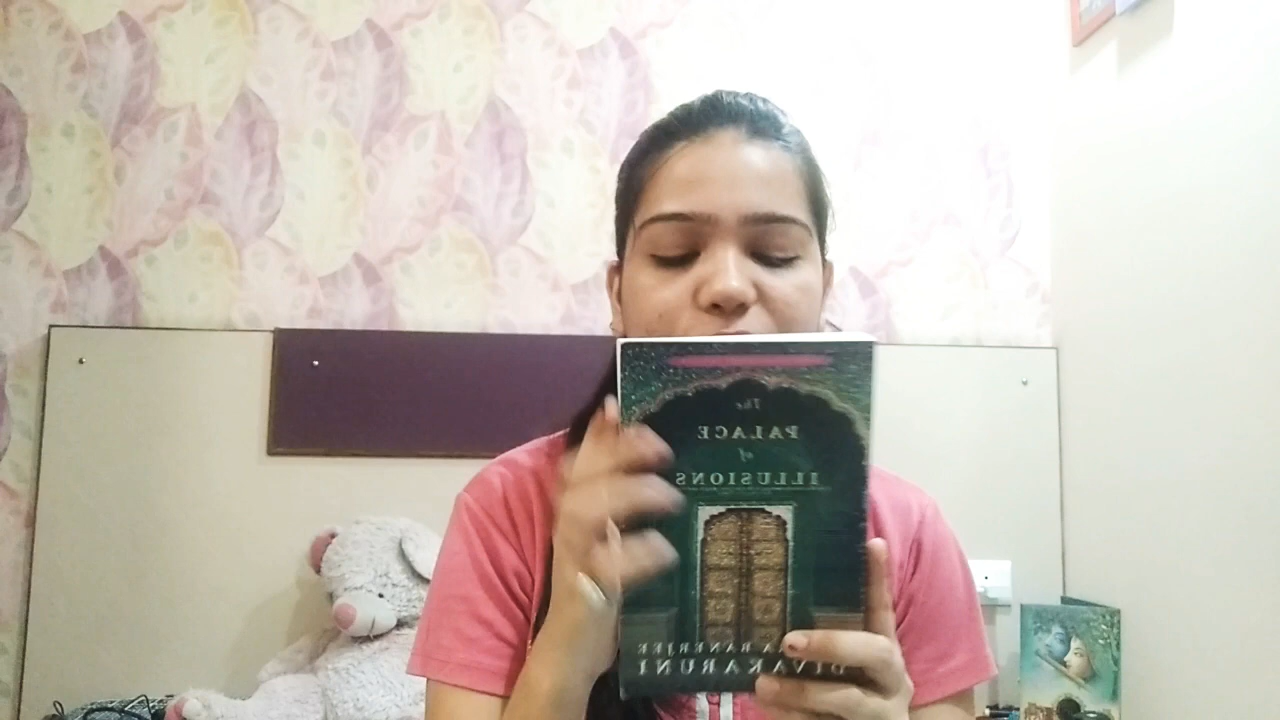 The
PALACE
of
ILLUSIONS
BANERJEE
DIVAKARUNI